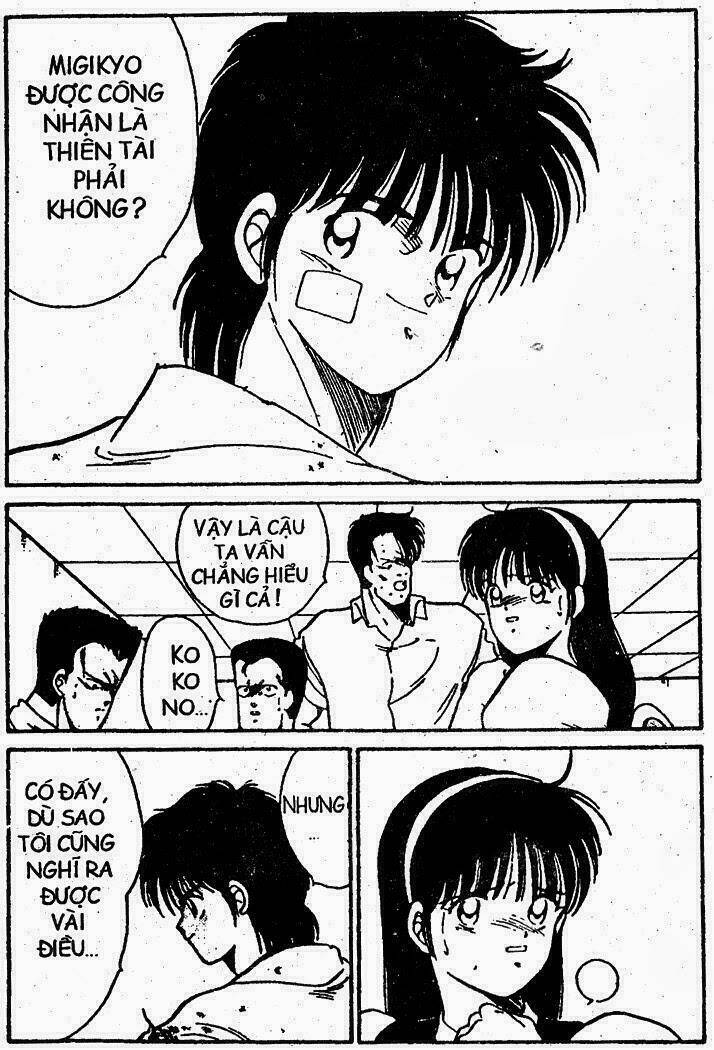 MIGIKYO
ĐƯỢC CÔNG
NHẬN LÀ
THIÊN TÀI
PHẢI
KHÔNG?
VẬY LÀ CẬU
TA VẪN
CHẲNG HIỂU
GÌ CẢ!
KO
KO
NO...
NHƯNG
...
CÓ ĐẤY,
DÙ SAO
TÔI CŨNG
NGHĨ RA
ĐƯỢC
VÀI
ĐIỀU...